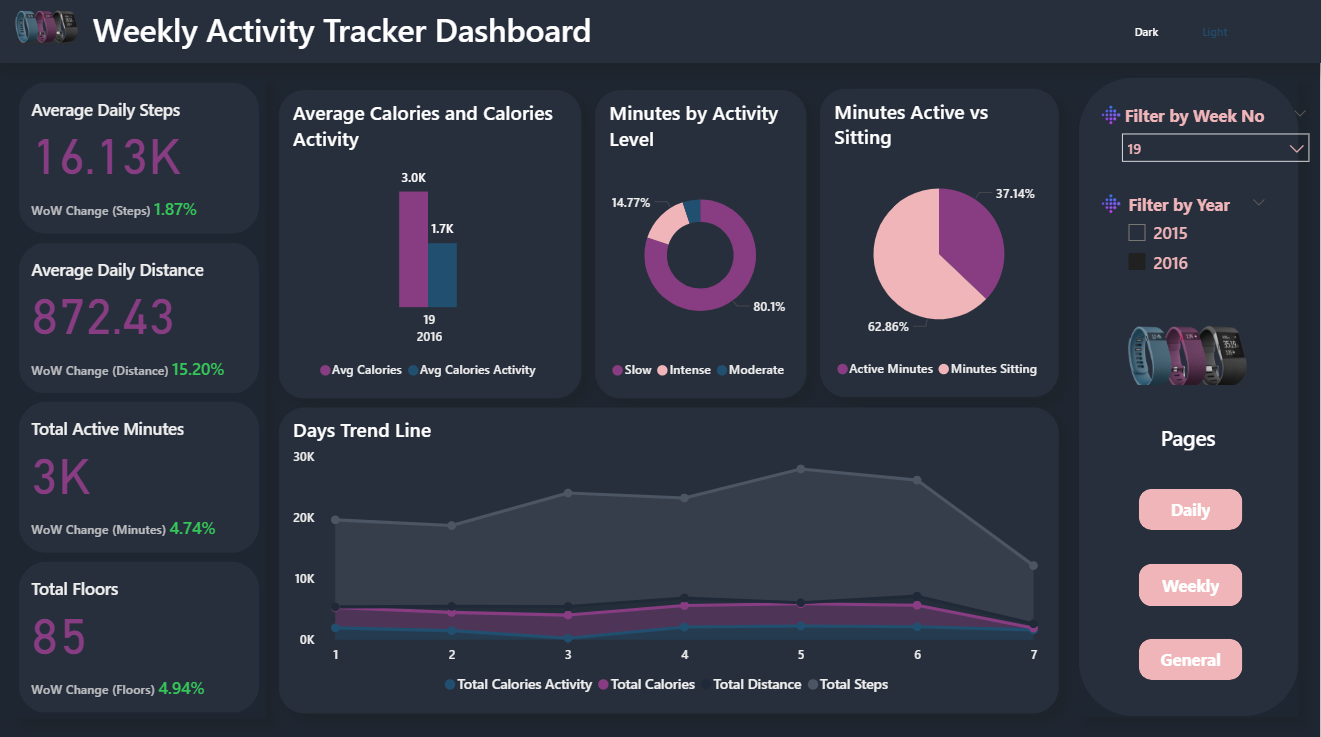 Weekly Activity Tracker Dashboard
Dark
Light
Average Daily Steps
16.13K
WoW Change (Steps) 1.87%
Average Daily Distance
872.43
WoW Change (Distance) 15.20%
Total Active Minutes
3K
WoW Change (Minutes) 4.74%
Total Floors
85
WoW Change (Floors) 4.94%
Average Calories and Calories
Activity
3.0K
1.7K
19
2016
Avg Calories Avg Calories Activity
Minutes by Activity
Level
14.77%
80.1%
Slow Intense Moderate
Minutes Active vs
Sitting
37.14%
62.86%
Active Minutes Minutes Sitting
Days Trend Line
30K
20K
10K
0K
1 2 3 4 5 6 7
Total Calories Activity Total Calories Total Distance Total Steps
Filter by Week No
19
Filter by Year
2015
2016
Pages
Daily
Weekly
General